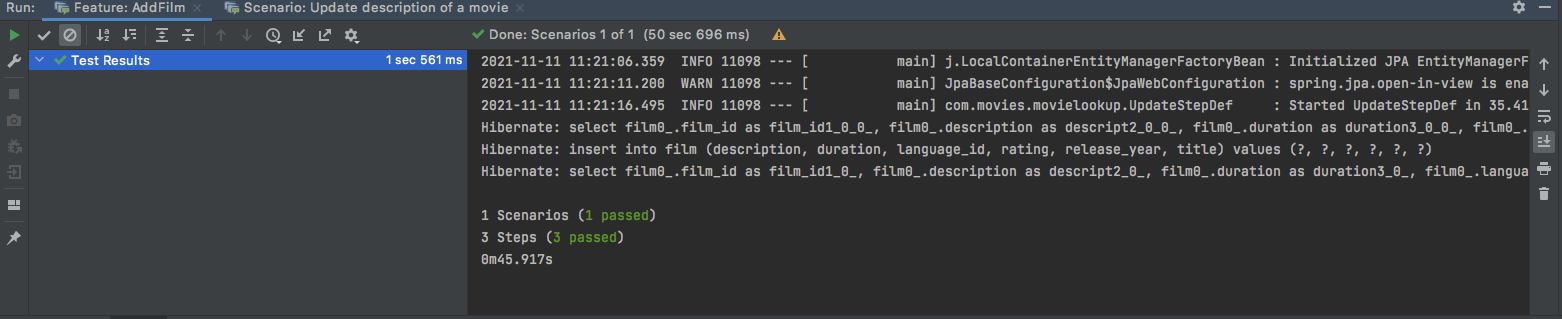 Run: Feature: AddFilm × Scenario: Update description of a movie ×
Done: Scenarios 1 of 1 (50 sec 696 ms)
Test Results 1 sec 561 ms
2021-11-11 11:21:06.359 INFO 11098 --- [ main] j.LocalContainerEntityManagerFactoryBean : Initialized JPA EntityManagerF
2021-11-11 11:21:11.200 WARN 11098 --- [ main] JpaBaseConfiguration$JpaWebConfiguration : spring.jpa.open-in-view is ena
2021-11-11 11:21:16.495 INFO 11098 --- [ main] com.movies.movielookup.UpdateStepDef : Started UpdateStepDef in 35.41
Hibernate: select film0_.film_id as film_id1_0_0_, film0_.description as descript2_0_0_, film0_.duration as duration3_0_0_, film0_.
Hibernate: insert into film (description, duration, language_id, rating, release_year, title) values (?, ?, ?, ?, ?, ?)
Hibernate: select film0_.film_id as film_id1_0_, film0_.description as descript2_0_, film0_.duration as duration3_0_, film0_.langua
1 Scenarios (1 passed)
3 Steps (3 passed)
0m45.917s